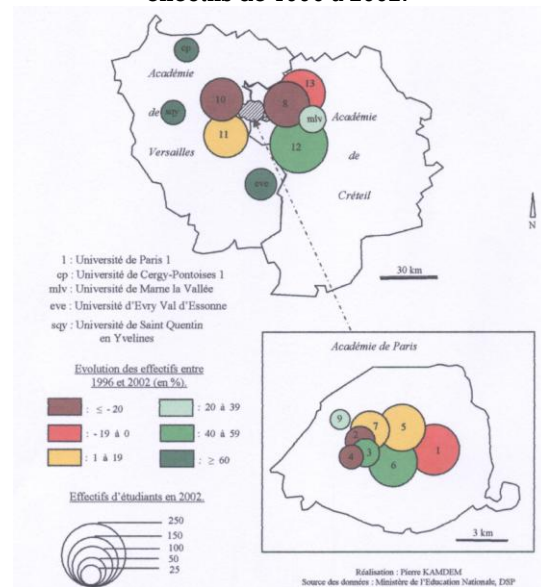 effectifs de 1996 à 2002.
cp
Académie
de
sqy
Versailles
10
11
8
13
mlv
Académie
12
de
Créteil
eve
N
30 km
1 : Université de Paris 1
cp : Université de Cergy-Pontoises 1
mlv : Université de Marne la Vallée
eve : Université d'Evry Val d'Essonne
sqy : Université de Saint Quentin
en Yvelines
Evolution des effectifs entre
1996 et 2002 (en %).
: ≤ - 20
: 20 à 39
: - 19 à 0
: 40 à 59
: 1 à 19
: ≥ 60
Effectifs d'étudiants en 2002.
250
150
100
50
25
Académie de Paris
9
7
5
2
4
3
6
1
3 km
Réalisation : Pierre KAMDEM
Source des données : Ministère de l'Education Nationale, DSP